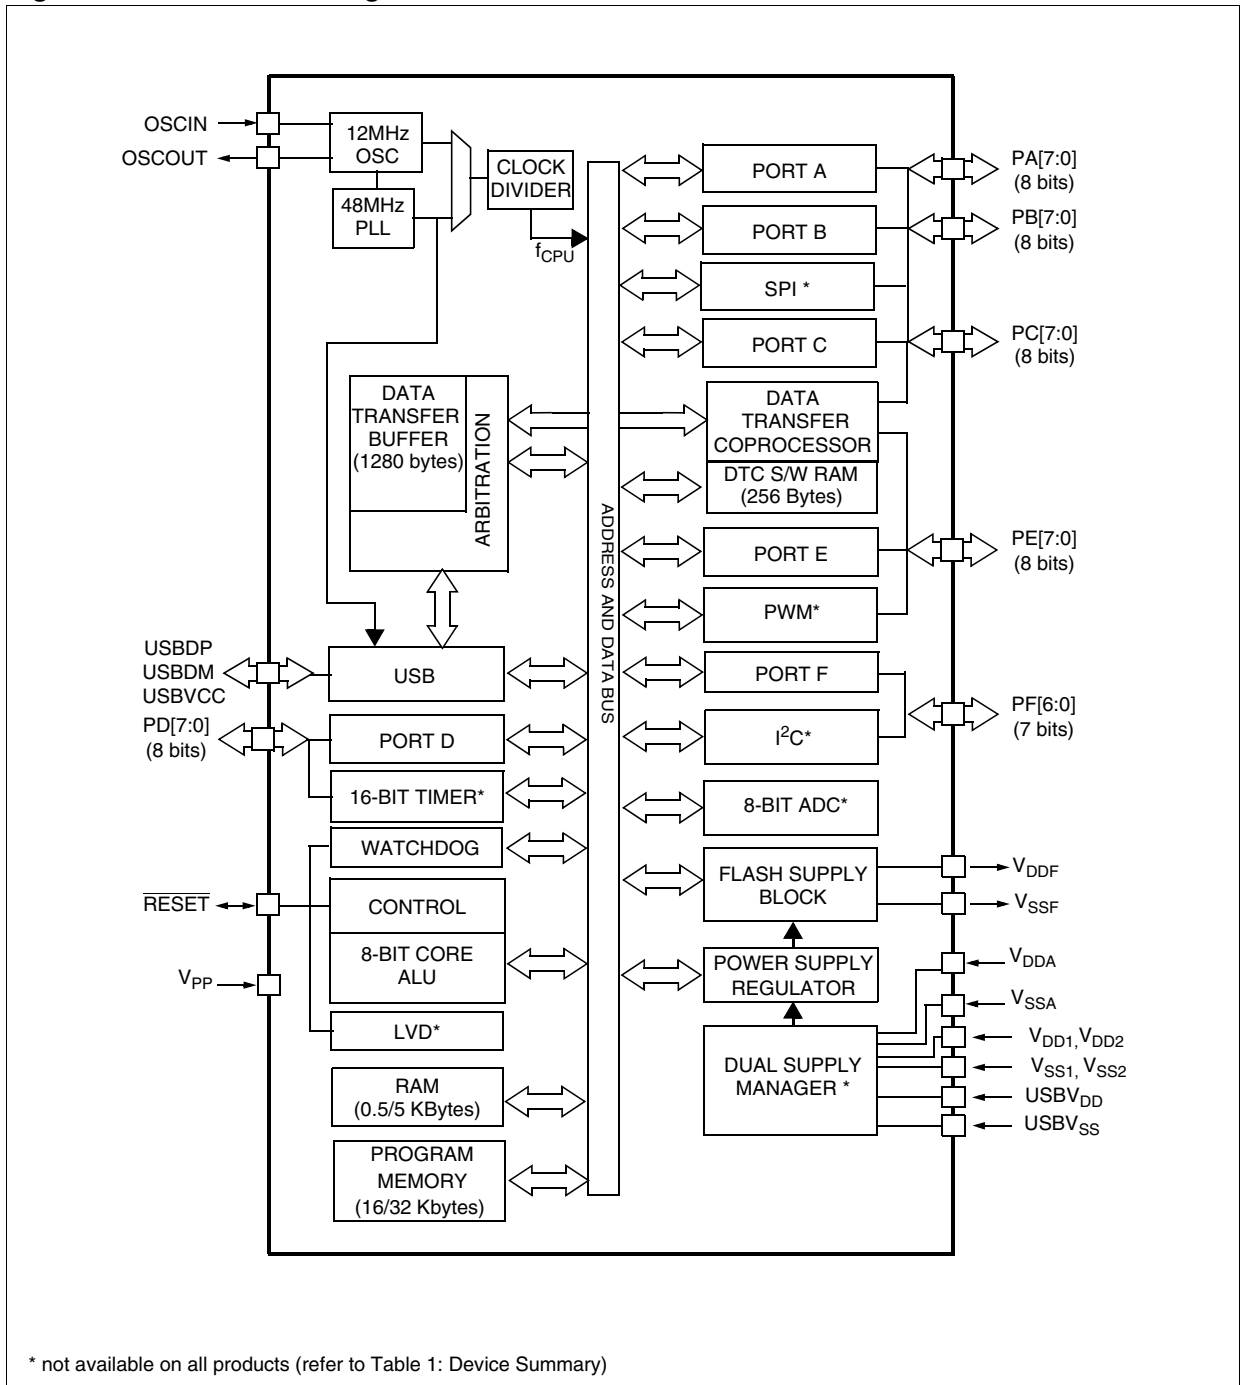 OSCIN
OSCOUT
12MHz
OSC
48MHz
PLL
CLOCK
DIVIDER
fCPU
DATA
TRANSFER
BUFFER
(1280 bytes)
ARBITRATION
USBDP
USBDM
USBVCC
USB
PD[7:0]
(8 bits)
PORT D
16-BIT TIMER*
WATCHDOG
RESET
CONTROL
8-BIT CORE
ALU
VPP
LVD*
RAM
(0.5/5 KBytes)
PROGRAM
MEMORY
(16/32 Kbytes)
ADDRESS AND DATA BUS
PORT A
PA[7:0]
(8 bits)
PORT B
PB[7:0]
(8 bits)
SPI *
PORT C
PC[7:0]
(8 bits)
DATA
TRANSFER
COPROCESSOR
DTC S/W RAM
(256 Bytes)
PORT E
PE[7:0]
(8 bits)
PWM*
PORT F
PF[6:0]
(7 bits)
I2C*
8-BIT ADC*
FLASH SUPPLY
BLOCK
VDDF
VSSF
POWER SUPPLY
REGULATOR
VDDA
VSSA
DUAL SUPPLY
MANAGER *
VDD1, VDD2
VSS1, VSS2
USBVDD
USBVSS
* not available on all products (refer to Table 1: Device Summary)